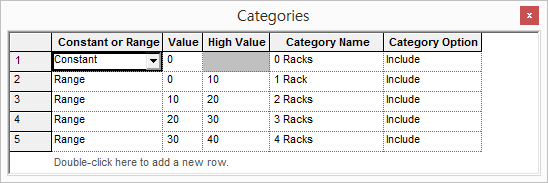 Categories
x
Constant or Range Value High Value Category Name Category Option
1 Constant 0 0 Racks Include
2 Range 0 10 1 Rack Include
3 Range 10 20 2 Racks Include
4 Range 20 30 3 Racks Include
5 Range 30 40 4 Racks Include
Double-click here to add a new row.